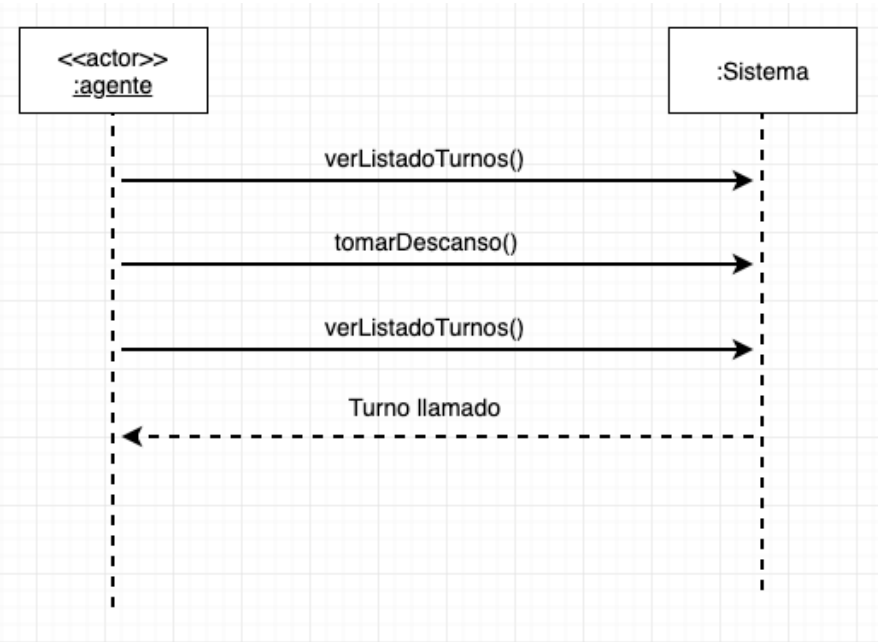 <<actor>>
:agente
:Sistema
verListadoTurnos()
tomarDescanso()
verListadoTurnos()
Turno llamado